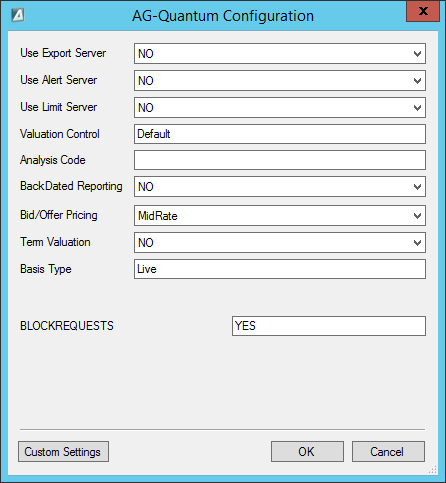 AG-Quantum Configuration
x
Use Export Server NO
Use Alert Server NO
Use Limit Server NO
Valuation Control Default
Analysis Code
BackDated Reporting NO
Bid/Offer Pricing MidRate
Term Valuation NO
Basis Type Live
BLOCKREQUESTS YES
Custom Settings OK Cancel